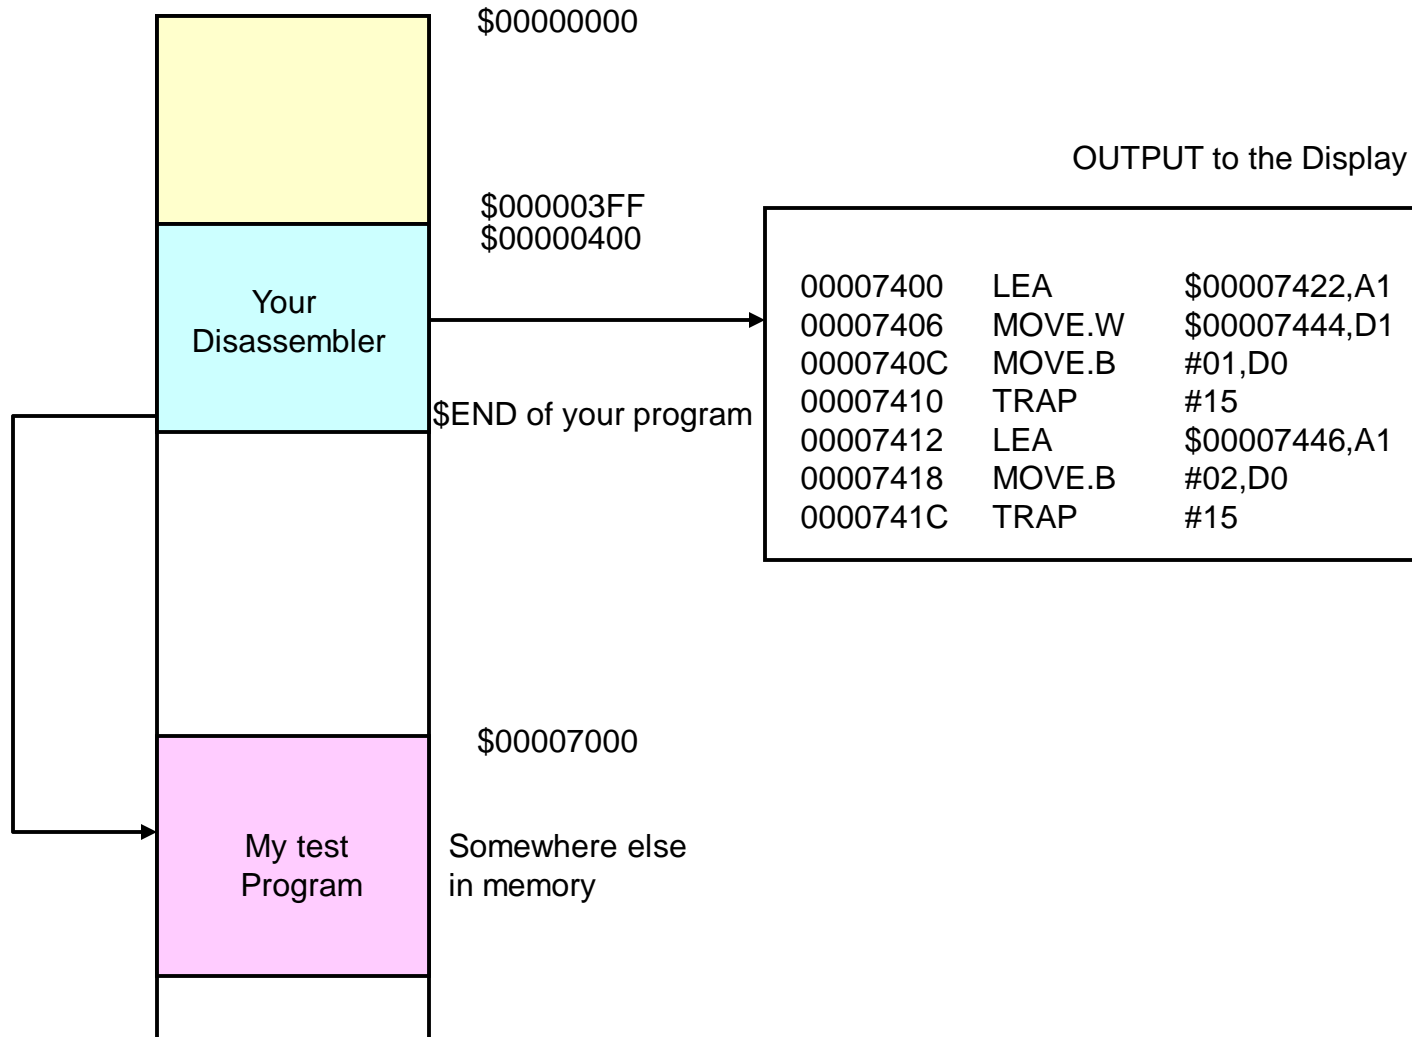 $00000000
OUTPUT to the Display
$000003FF
$00000400
Your
Disassembler
00007400 LEA $00007422,A1
00007406 MOVE.W $00007444,D1
0000740C MOVE.B #01,D0
00007410 TRAP #15
00007412 LEA $00007446,A1
00007418 MOVE.B #02,D0
0000741C TRAP #15
$END of your program
$00007000
My test
Program
Somewhere else
in memory